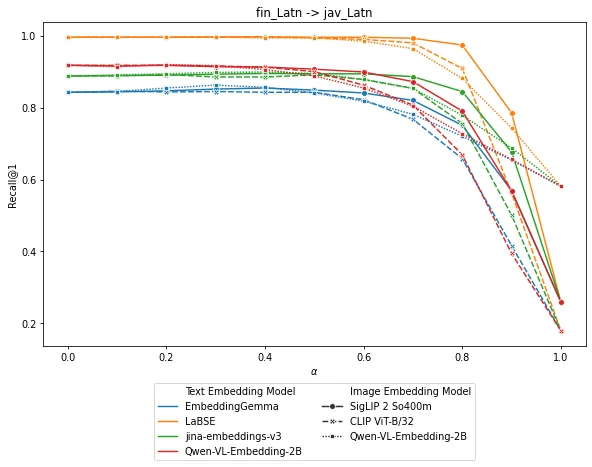 fin_Latn -> jav_Latn
Recall@1
1.0
0.8
0.6
0.4
0.2
0.0 0.2 0.4 0.6 0.8 1.0
α
Text Embedding Model
EmbeddingGemma
LaBSE
jina-embeddings-v3
Qwen-VL-Embedding-2B
Image Embedding Model
SigLIP 2 So400m
CLIP ViT-B/32
Qwen-VL-Embedding-2B